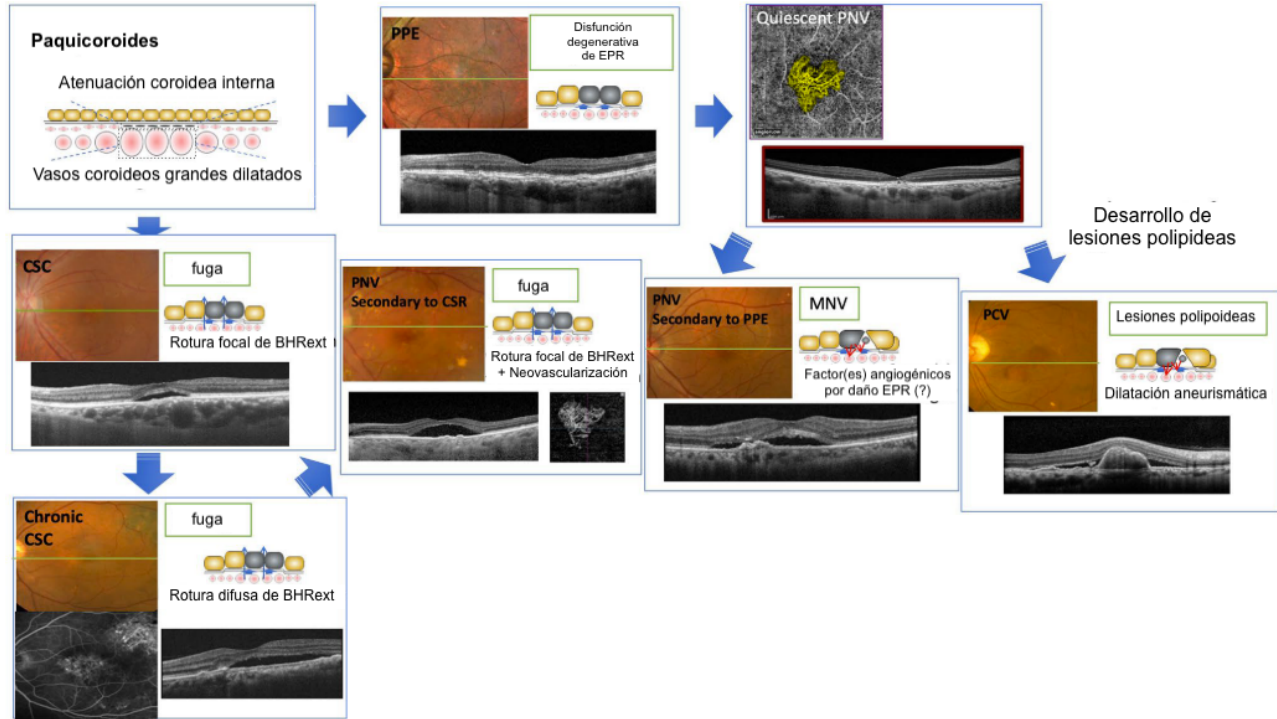 Paquicoroides
Atenuación coroidea interna
Vasos coroideos grandes dilatados
PPE
Disfunción
degenerativa
de EPR
Quiescent PNV
Desarrollo de
lesiones polipideas
CSC
fuga
Rotura focal de BHRext
PNV
Secondary to CSR
fuga
Rotura focal de BHRext
+ Neovascularización
PNV
Secondary to PPE
MNV
Factor(es) angiogénicos
por daño EPR (?)
PCV
Lesiones polipoideas
Dilatación aneurismática
Chronic
CSC
fuga
Rotura difusa de BHRext